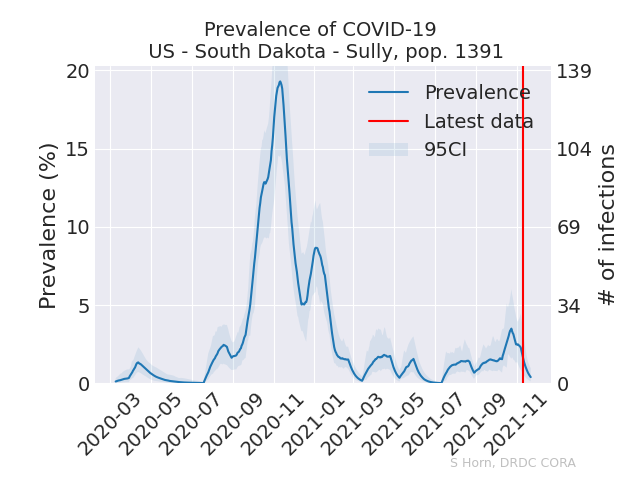 Prevalence of COVID-19
US - South Dakota - Sully, pop. 1391
Prevalence (%)
20
15
10
5
0
139
104
69
34
0
# of infections
Prevalence
Latest data
95CI
2020-03
2020-05
2020-07
2020-09
2020-11
2021-01
2021-03
2021-05
2021-07
2021-09
2021-11
S Horn, DRDC CORA